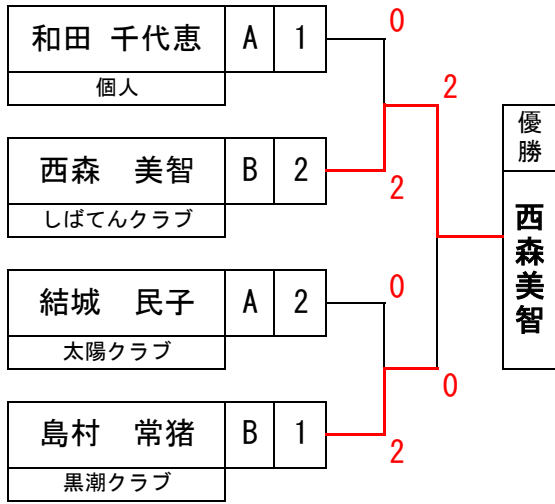 和田 千代恵 A 1
個人
0
西森 美智 B 2
しばてんクラブ
2
2
結城 民子 A 2
太陽クラブ
0
島村 常猪 B 1
黒潮クラブ
2
0
優勝
西森美智